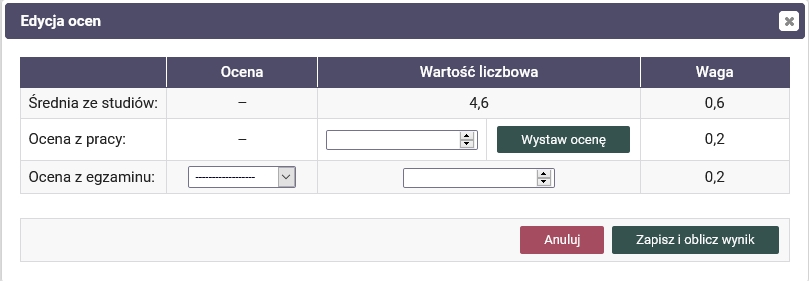 Edycja ocen
Ocena Wartość liczbowa Waga
Średnia ze studiów: – 4,6 0,6
Ocena z pracy: – Wystaw ocenę 0,2
Ocena z egzaminu: ------------------ 0,2
Anuluj Zapisz i oblicz wynik